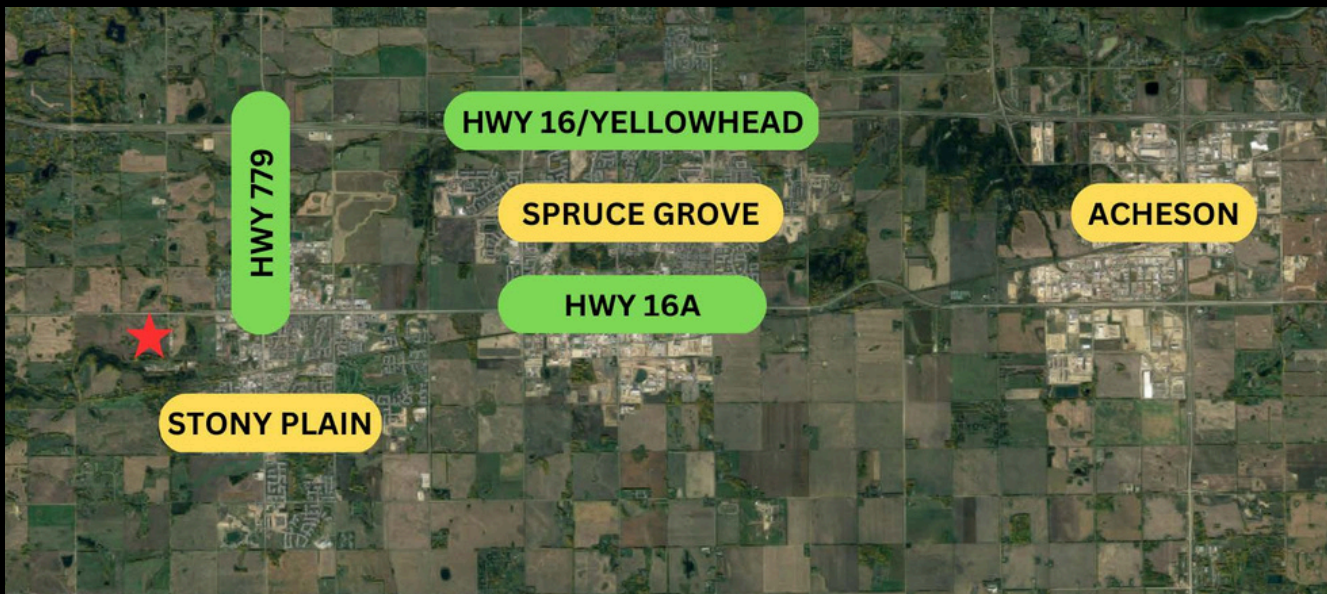 HWY 16/YELLOWHEAD
HWY 779
SPRUCE GROVE
ACHESON
HWY 16A
STONY PLAIN